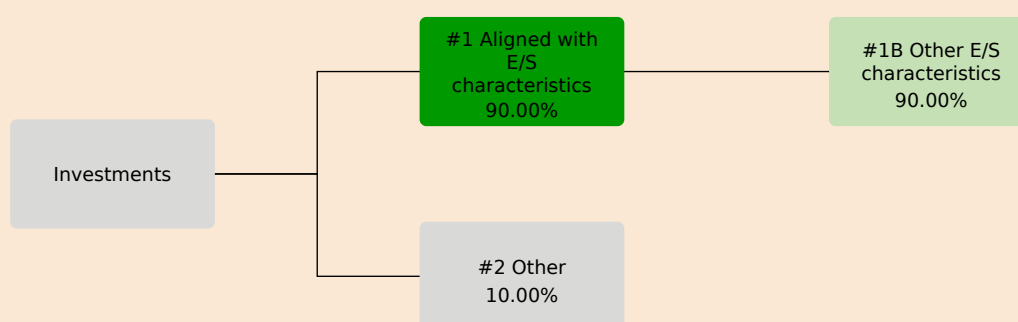 #1 Aligned with
E/S
characteristics
90.00%
#1B Other E/S
characteristics
90.00%
Investments
#2 Other
10.00%